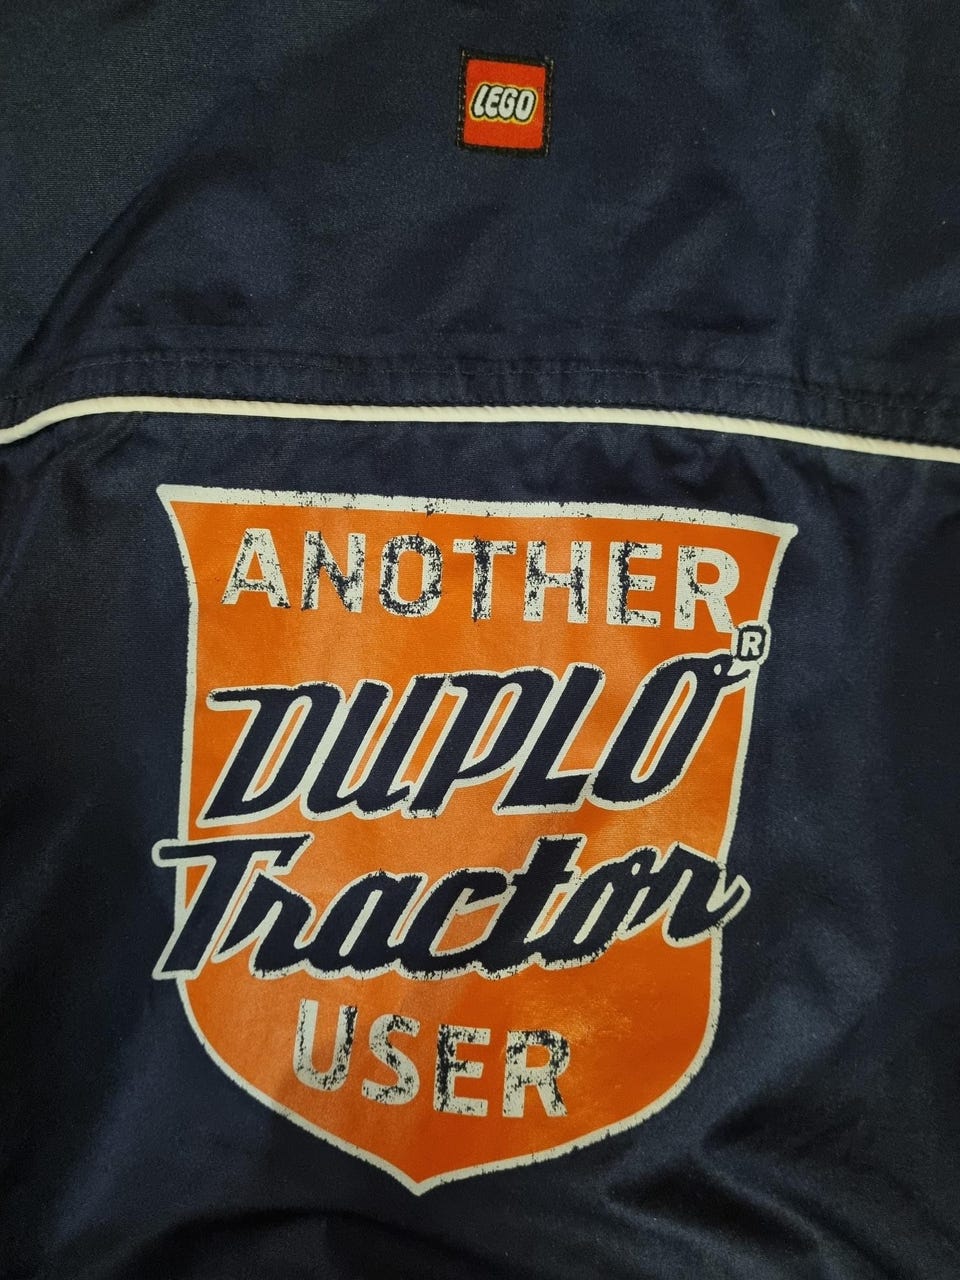 LEGO
ANOTHER
DUPLO®
Tractor
USER